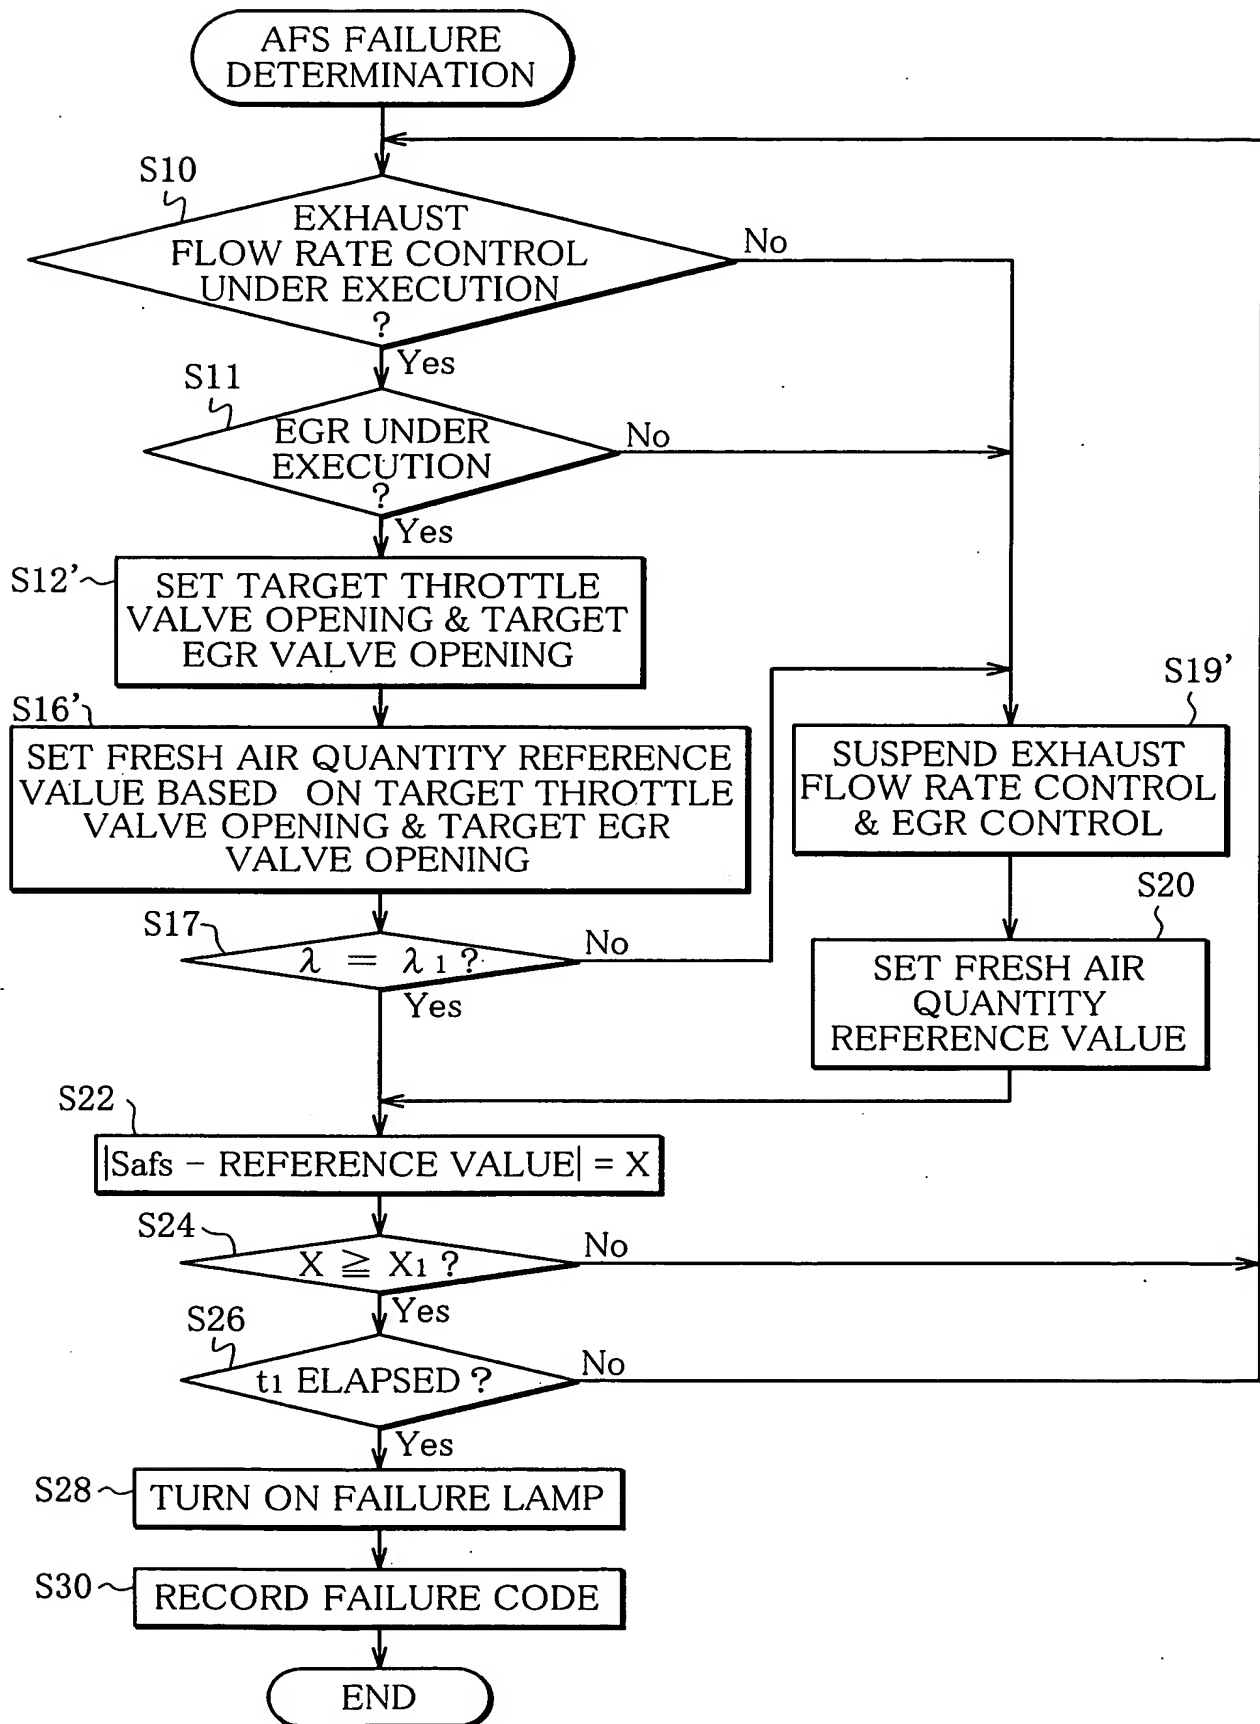 AFS FAILURE
DETERMINATION
S10
EXHAUST
FLOW RATE CONTROL
UNDER EXECUTION
?
No
Yes
S11
EGR UNDER
EXECUTION
?
No
Yes
S12'
SET TARGET THROTTLE
VALVE OPENING & TARGET
EGR VALVE OPENING
S16'
SET FRESH AIR QUANTITY REFERENCE
VALUE BASED ON TARGET THROTTLE
VALVE OPENING & TARGET EGR
VALVE OPENING
S19'
SUSPEND EXHAUST
FLOW RATE CONTROL
& EGR CONTROL
S17
λ = λ1 ?
No
Yes
S20
SET FRESH AIR
QUANTITY
REFERENCE VALUE
S22
|Safs – REFERENCE VALUE| = X
S24
X ≧ X1 ?
No
Yes
S26
t1 ELAPSED ?
No
Yes
S28
TURN ON FAILURE LAMP
S30
RECORD FAILURE CODE
END